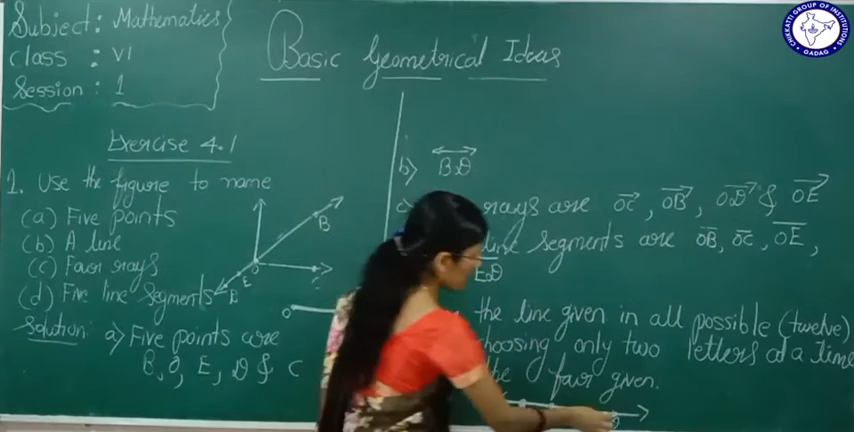 Subject: Mathematics
class : VI
Session : 1
Basic Geometrical Ideas
Exercise 4.1
1. Use the figure to name
(a) Five points
(b) A line
(c) Four rays
(d) Five line segments
Solution: a) Five points are
B, O, E, D & C
B
O
E
D
O
b) BD
rays are OC, OB, OD & OE
line segments are OB, OC, OE,
ED
the line given in all possible (twelve)
choosing only two letters at a time
the four given.
CHIKKATTI GROUP OF INSTITUTIONS
GADAG